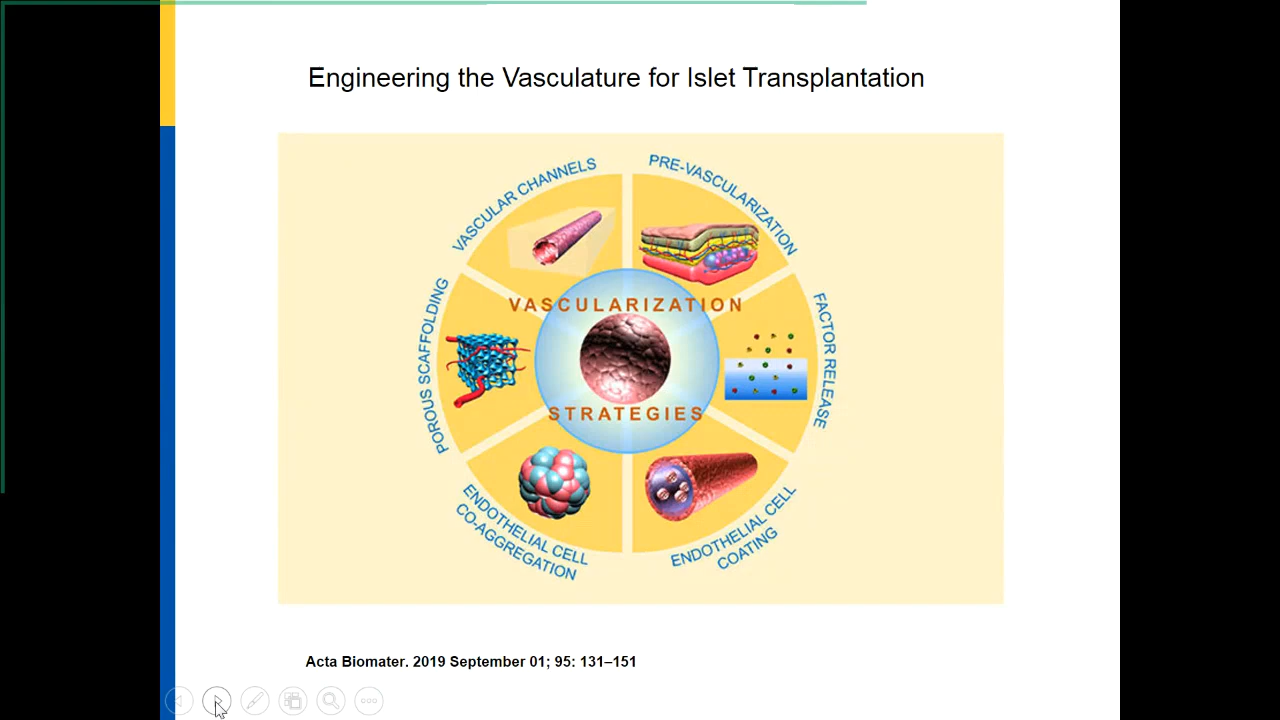 Engineering the Vasculature for Islet Transplantation
VASCULAR CHANNELS
PRE-VASCULARIZATION
POROUS SCAFFOLDING
FACTOR RELEASE
VASCULARIZATION
STRATEGIES
ENDOTHELIAL CELL
CO-AGGREGATION
ENDOTHELIAL CELL
COATING
Acta Biomater. 2019 September 01; 95: 131–151